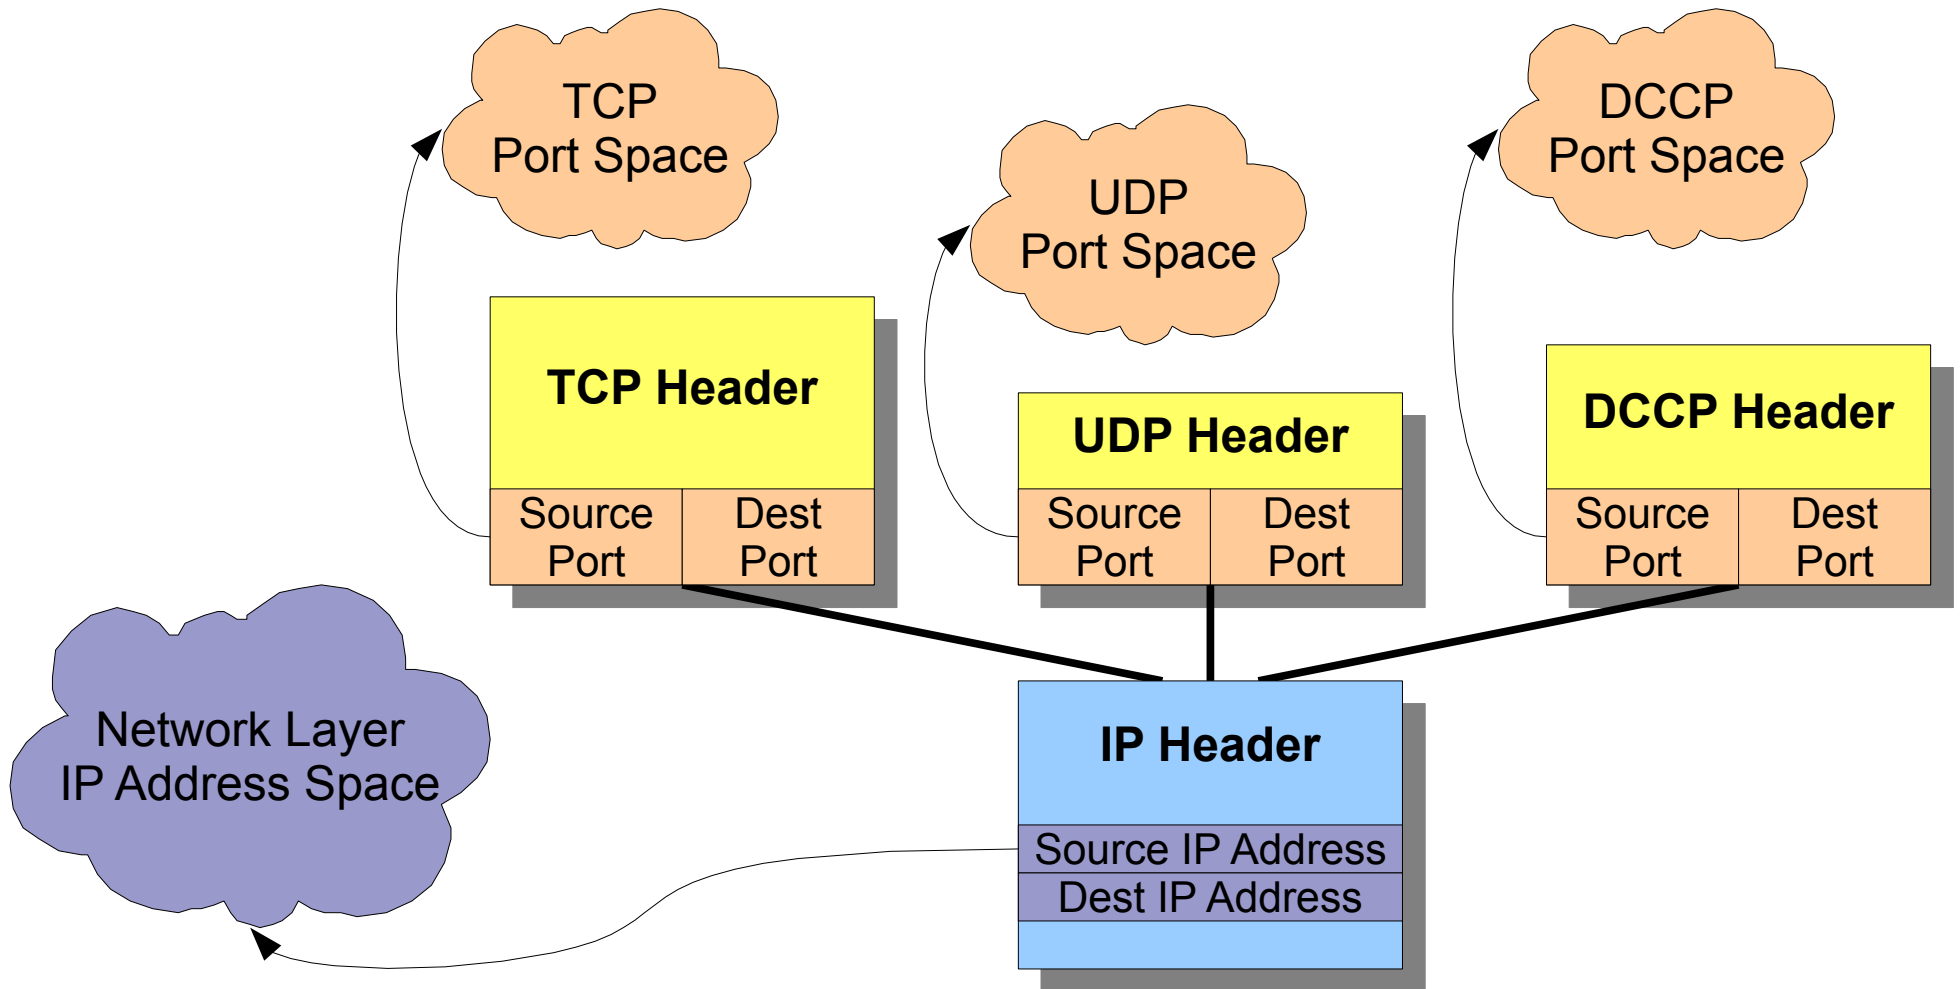 TCP
Port Space
UDP
Port Space
DCCP
Port Space
TCP Header
Source
Port
Dest
Port
UDP Header
Source
Port
Dest
Port
DCCP Header
Source
Port
Dest
Port
Network Layer
IP Address Space
IP Header
Source IP Address
Dest IP Address